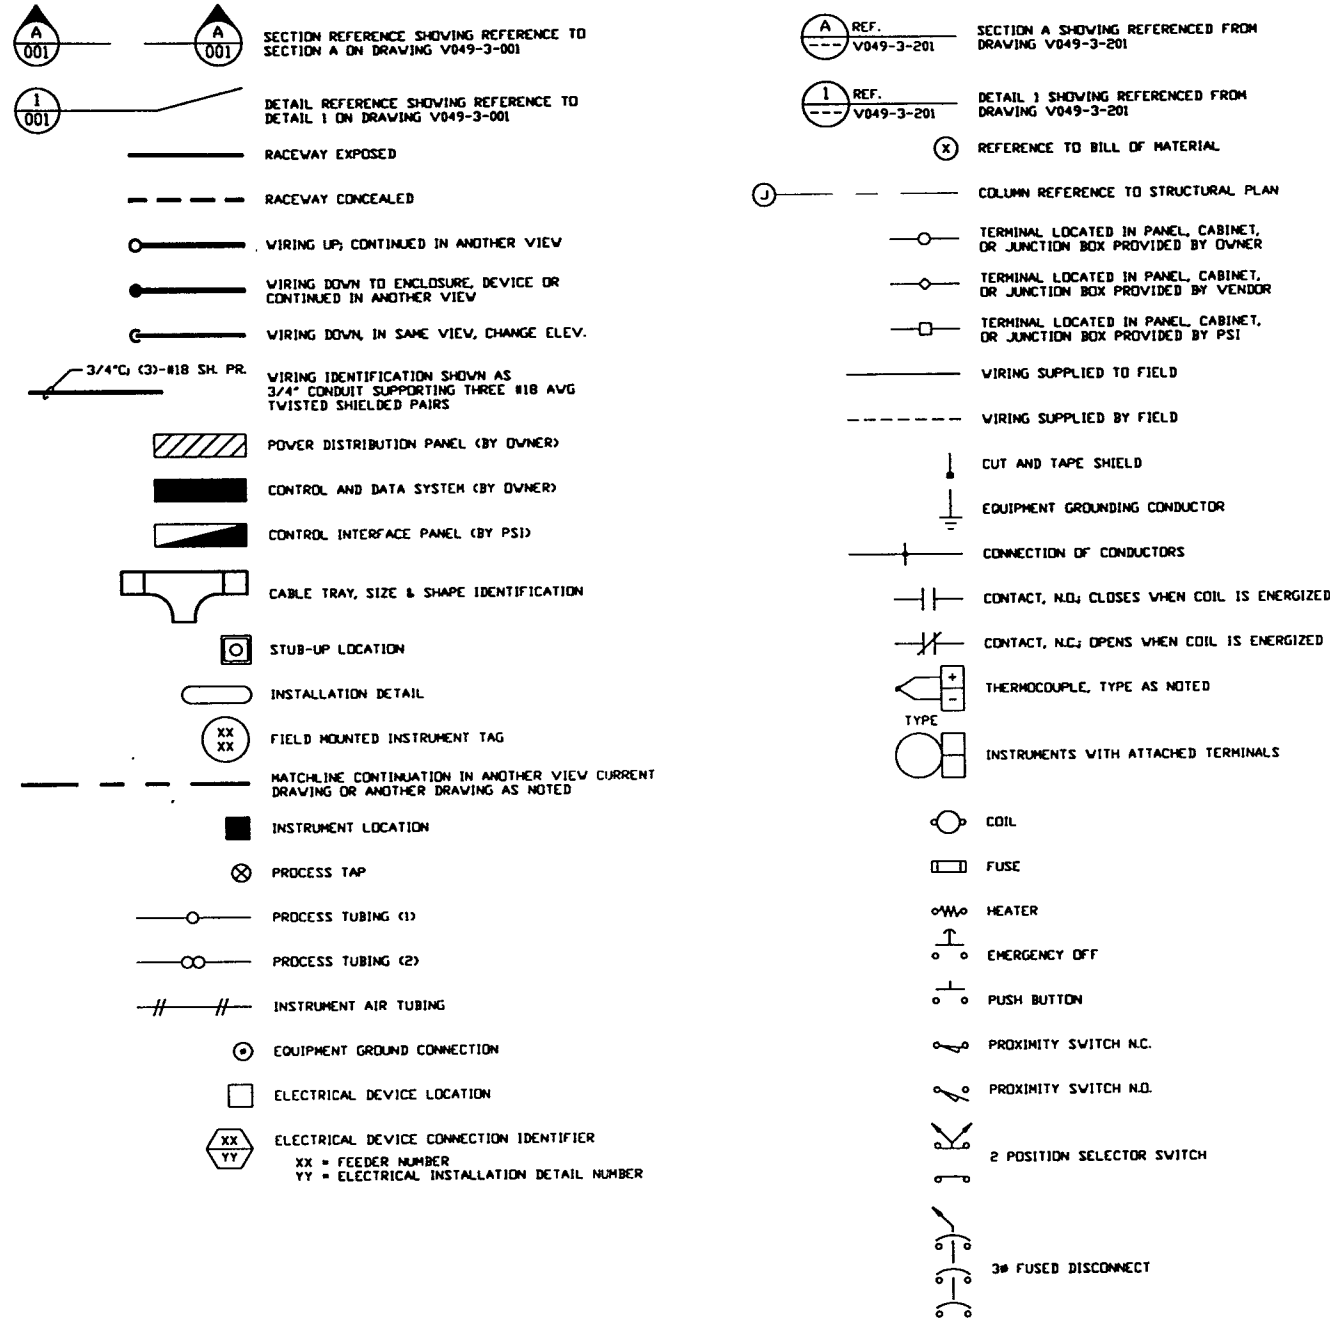 A
001
A
001
SECTION REFERENCE SHOWING REFERENCE TO
SECTION A ON DRAWING V049-3-001
1
001
DETAIL REFERENCE SHOWING REFERENCE TO
DETAIL 1 ON DRAWING V049-3-001
RACEWAY EXPOSED
RACEWAY CONCEALED
WIRING UP; CONTINUED IN ANOTHER VIEW
WIRING DOWN TO ENCLOSURE, DEVICE OR
CONTINUED IN ANOTHER VIEW
WIRING DOWN, IN SAME VIEW, CHANGE ELEV.
3/4"C; (3)-#18 SH. PR.
WIRING IDENTIFICATION SHOWN AS
3/4" CONDUIT SUPPORTING THREE #18 AWG
TWISTED SHIELDED PAIRS
POWER DISTRIBUTION PANEL (BY OWNER)
CONTROL AND DATA SYSTEM (BY OWNER)
CONTROL INTERFACE PANEL (BY PSI)
CABLE TRAY, SIZE & SHAPE IDENTIFICATION
STUB-UP LOCATION
INSTALLATION DETAIL
XX
XX
FIELD MOUNTED INSTRUMENT TAG
MATCHLINE CONTINUATION IN ANOTHER VIEW CURRENT
DRAWING OR ANOTHER DRAWING AS NOTED
INSTRUMENT LOCATION
PROCESS TAP
PROCESS TUBING (1)
PROCESS TUBING (2)
INSTRUMENT AIR TUBING
EQUIPMENT GROUND CONNECTION
ELECTRICAL DEVICE LOCATION
XX
YY
ELECTRICAL DEVICE CONNECTION IDENTIFIER
XX = FEEDER NUMBER
YY = ELECTRICAL INSTALLATION DETAIL NUMBER
A
---
REF.
V049-3-201
SECTION A SHOWING REFERENCED FROM
DRAWING V049-3-201
1
---
REF.
V049-3-201
DETAIL 1 SHOWING REFERENCED FROM
DRAWING V049-3-201
X
REFERENCE TO BILL OF MATERIAL
J
COLUMN REFERENCE TO STRUCTURAL PLAN
TERMINAL LOCATED IN PANEL, CABINET,
OR JUNCTION BOX PROVIDED BY OWNER
TERMINAL LOCATED IN PANEL, CABINET,
OR JUNCTION BOX PROVIDED BY VENDOR
TERMINAL LOCATED IN PANEL, CABINET,
OR JUNCTION BOX PROVIDED BY PSI
WIRING SUPPLIED TO FIELD
WIRING SUPPLIED BY FIELD
CUT AND TAPE SHIELD
EQUIPMENT GROUNDING CONDUCTOR
CONNECTION OF CONDUCTORS
CONTACT, N.O.; CLOSES WHEN COIL IS ENERGIZED
CONTACT, N.C.; OPENS WHEN COIL IS ENERGIZED
+
-
THERMOCOUPLE, TYPE AS NOTED
TYPE
INSTRUMENTS WITH ATTACHED TERMINALS
COIL
FUSE
HEATER
EMERGENCY OFF
PUSH BUTTON
PROXIMITY SWITCH N.C.
PROXIMITY SWITCH N.O.
2 POSITION SELECTOR SWITCH
3ø FUSED DISCONNECT